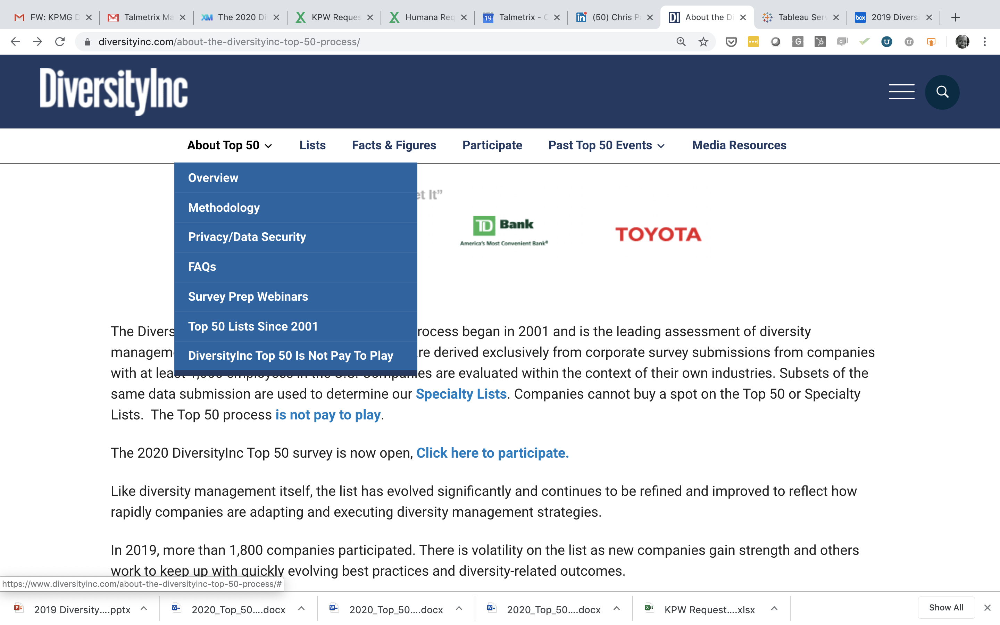 FW: KPMG D
Talmetrix Ma
The 2020 Di
KPW Reques
Humana Req
19
Talmetrix - C
in
(50) Chris P
DI
About the D
Tableau Serv
box
2019 Divers
diversityinc.com/about-the-diversityinc-top-50-process/
DiversityInc
About Top 50
Lists
Facts & Figures
Participate
Past Top 50 Events
Media Resources
Overview
Methodology
Privacy/Data Security
FAQs
Survey Prep Webinars
Top 50 Lists Since 2001
DiversityInc Top 50 Is Not Pay To Play
et It”
TD Bank
America's Most Convenient Bank®
TOYOTA
The Divers rocess began in 2001 and is the leading assessment of diversity
managem re derived exclusively from corporate survey submissions from companies
with at least 1,000 employees in the U.S. Companies are evaluated within the context of their own industries. Subsets of the
same data submission are used to determine our Specialty Lists. Companies cannot buy a spot on the Top 50 or Specialty
Lists. The Top 50 process is not pay to play.
The 2020 DiversityInc Top 50 survey is now open, Click here to participate.
Like diversity management itself, the list has evolved significantly and continues to be refined and improved to reflect how
rapidly companies are adapting and executing diversity management strategies.
In 2019, more than 1,800 companies participated. There is volatility on the list as new companies gain strength and others
work to keep up with quickly evolving best practices and diversity-related outcomes.
https://www.diversityinc.com/about-the-diversityinc-top-50-process/#
2019 Diversity....pptx
2020_Top_50....docx
2020_Top_50....docx
2020_Top_50....docx
KPW Request....xlsx
Show All